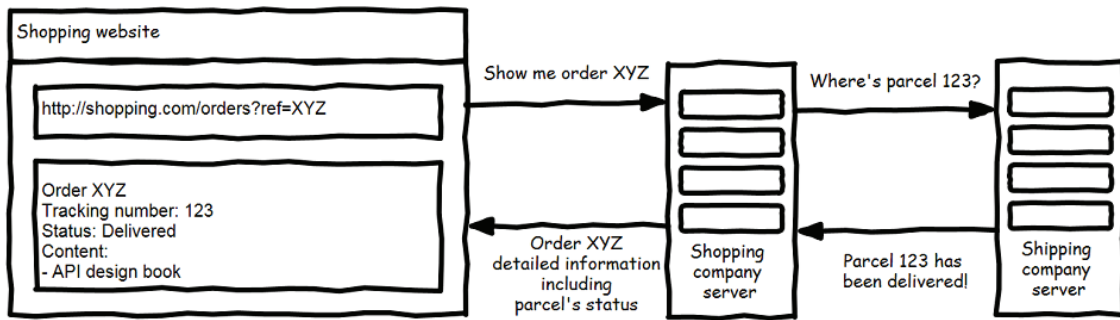 Shopping website
http://shopping.com/orders?ref=XYZ
Order XYZ
Tracking number: 123
Status: Delivered
Content:
- API design book
Show me order XYZ
Order XYZ
detailed information
including
parcel's status
Shopping
company
server
Where's parcel 123?
Parcel 123 has
been delivered!
Shipping
company
server